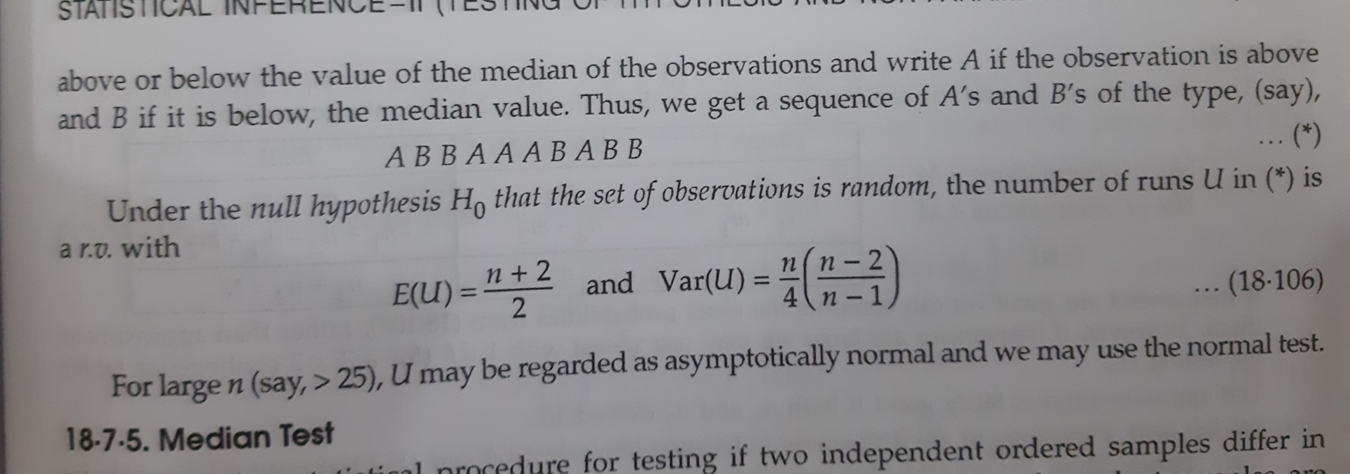 STATISTICAL INFERENCE–II (TESTING OF HYPOTHESIS AND NON
above or below the value of the median of the observations and write A if the observation is above
and B if it is below, the median value. Thus, we get a sequence of A's and B's of the type, (say),
A B B A A A B A B B ... (*)
Under the null hypothesis H₀ that the set of observations is random, the number of runs U in (*) is
a r.v. with
E(U) = (n + 2)/2 and Var(U) = n/4 ((n – 2)/(n – 1)) ... (18·106)
For large n (say, > 25), U may be regarded as asymptotically normal and we may use the normal test.
18·7·5. Median Test
procedure for testing if two independent ordered samples differ in